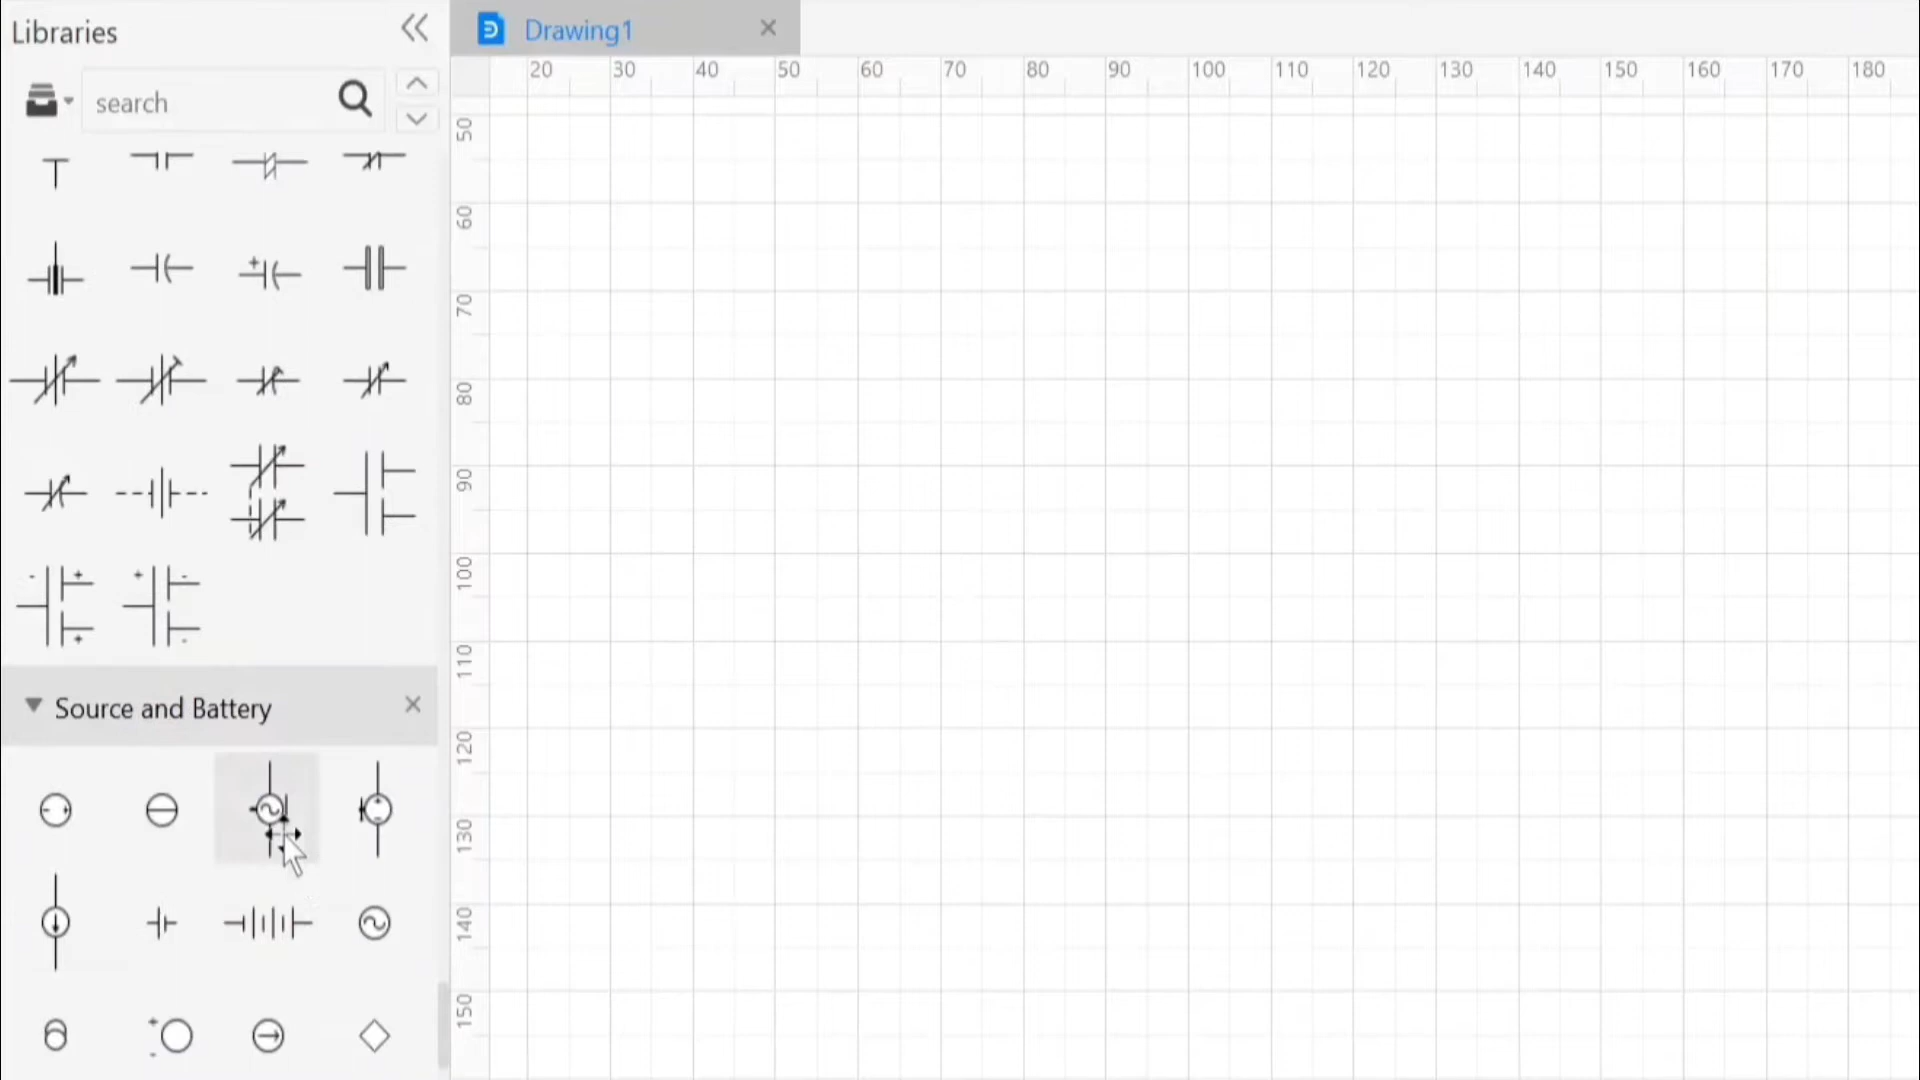 Libraries
Drawing1
search
20 30 40 50 60 70 80 90 100 110 120 130 140 150 160 170 180
50
60
70
80
90
100
110
120
130
140
150
Source and Battery